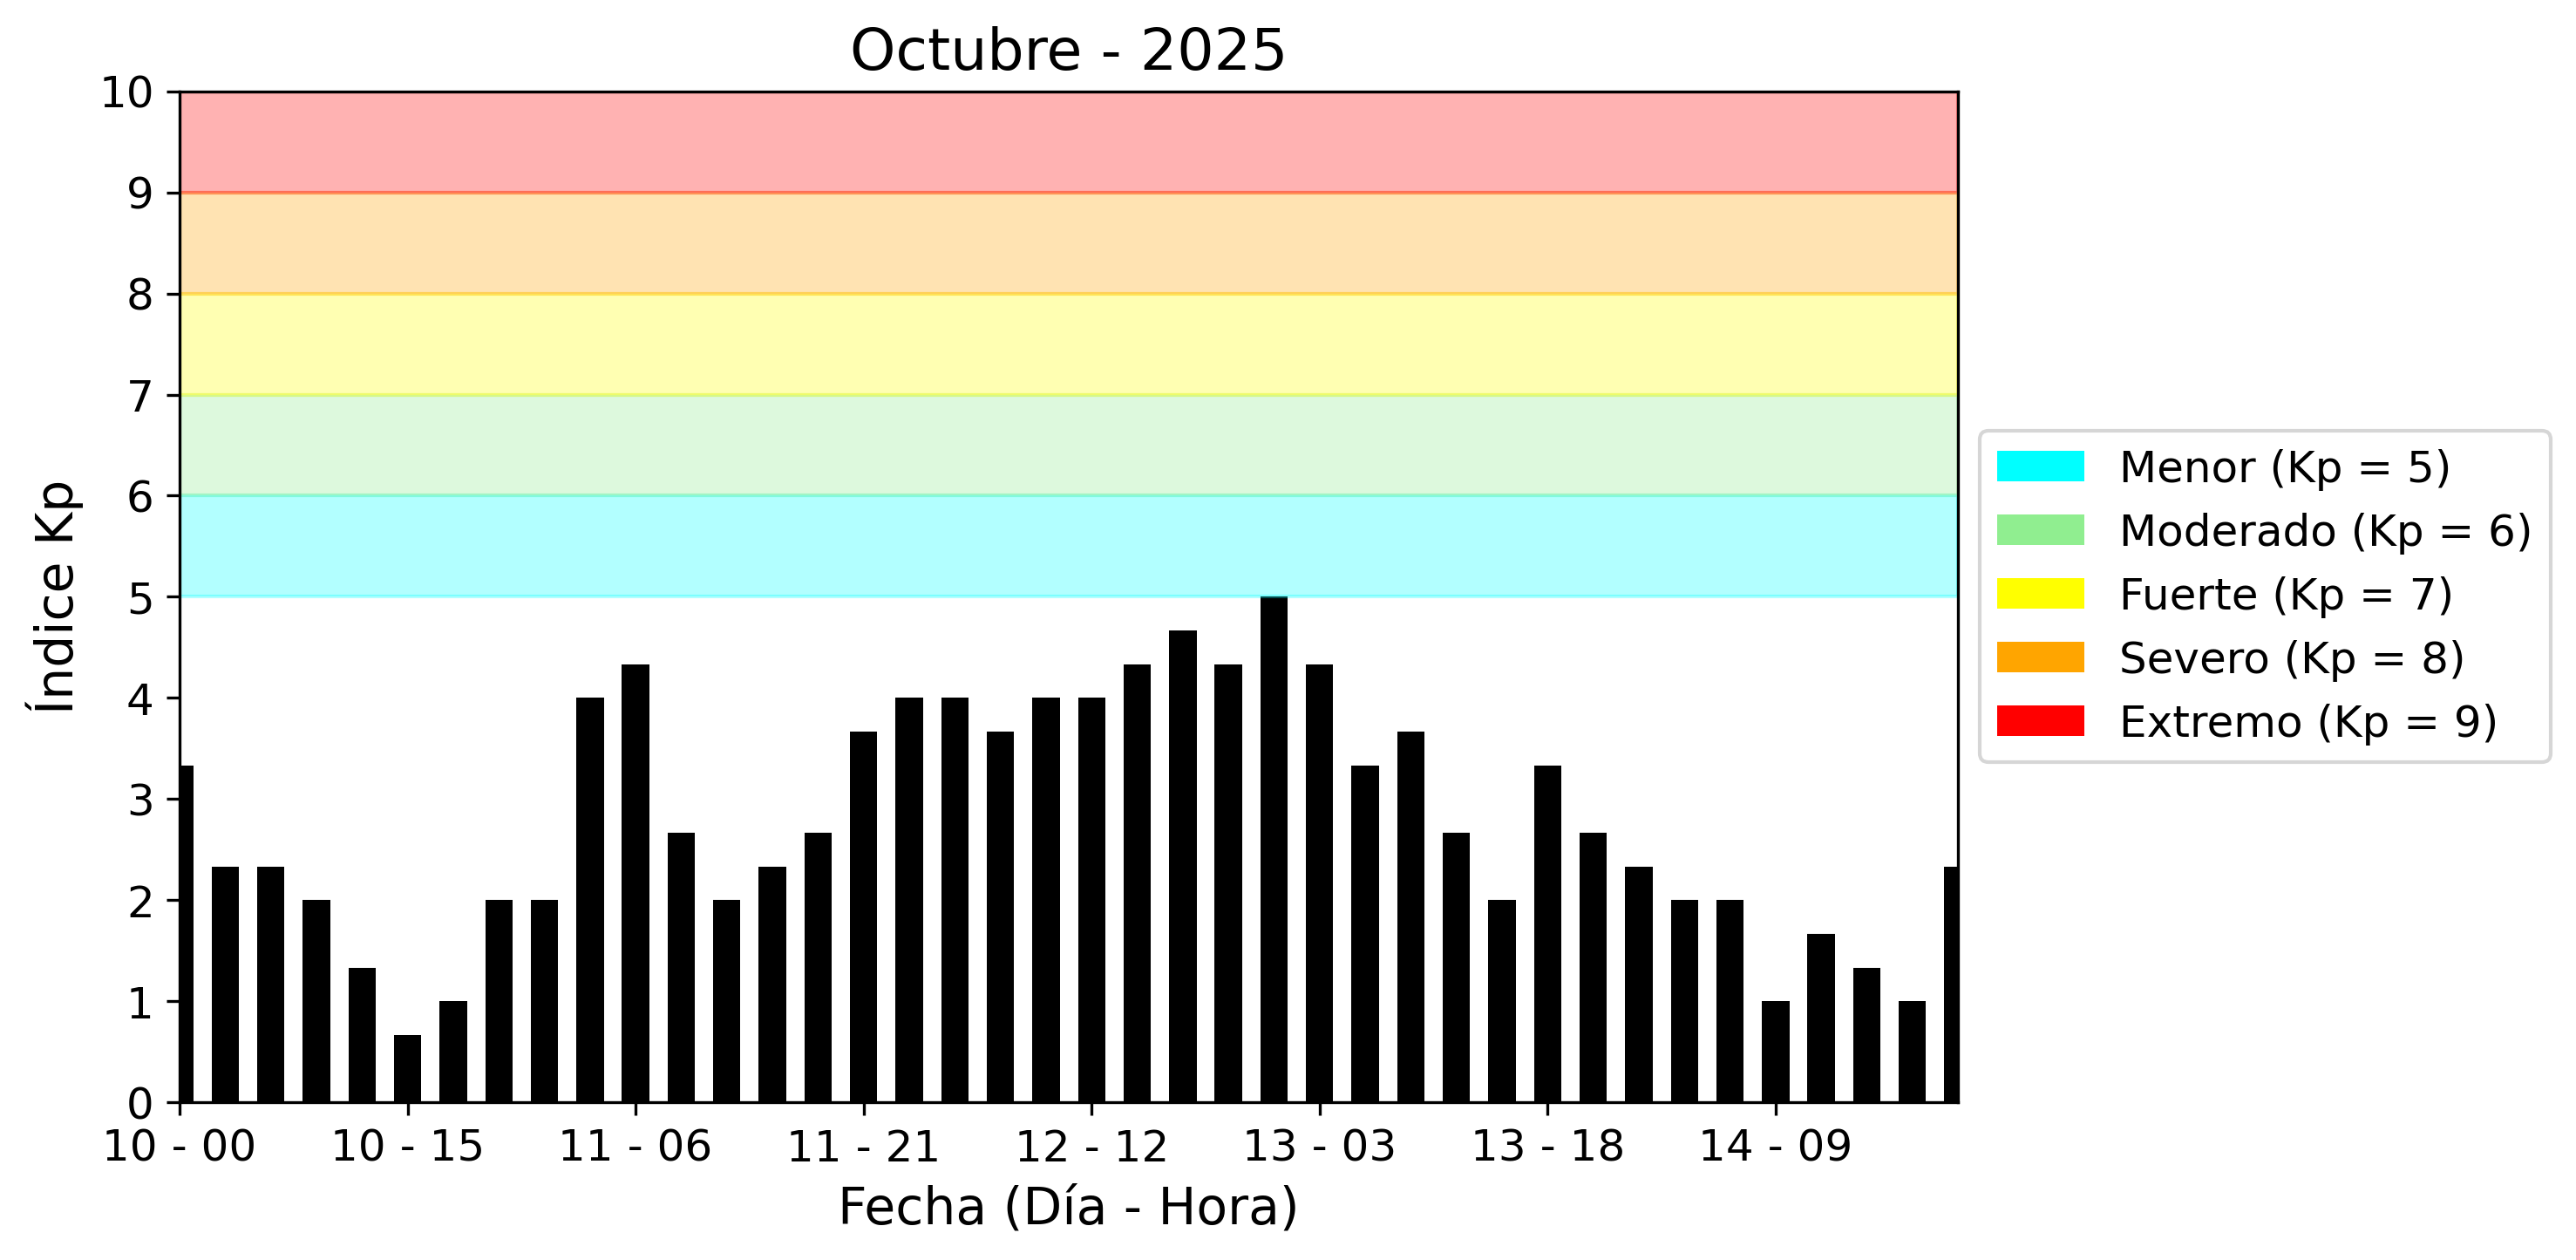 Octubre - 2025
10
9
8
7
6
5
4
3
2
1
0
Índice Kp
10 - 00 10 - 15 11 - 06 11 - 21 12 - 12 13 - 03 13 - 18 14 - 09
Fecha (Día - Hora)
Menor (Kp = 5)
Moderado (Kp = 6)
Fuerte (Kp = 7)
Severo (Kp = 8)
Extremo (Kp = 9)